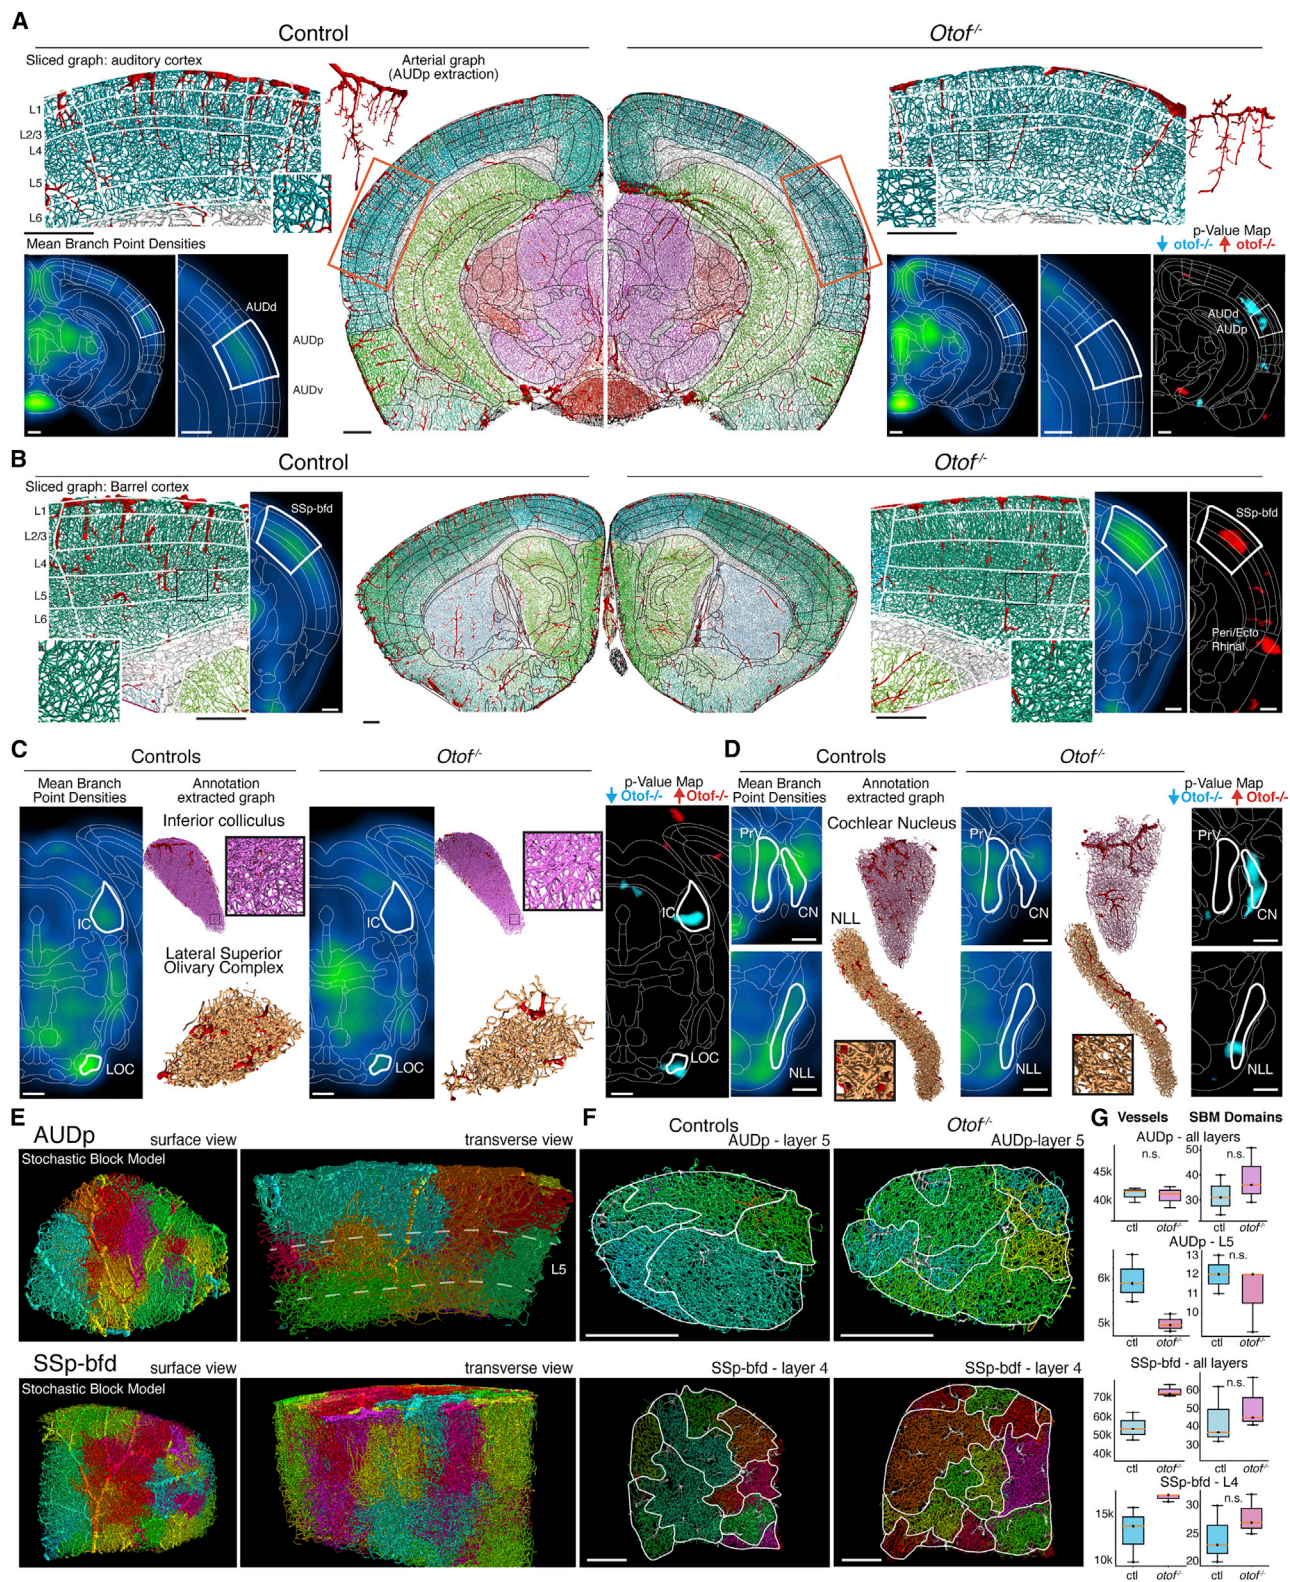 A
Control
Otof-/-
Sliced graph: auditory cortex
Arterial graph
(AUDp extraction)
L1
L2/3
L4
L5
L6
Mean Branch Point Densities
AUDd
AUDp
AUDv
p-Value Map
otof-/- otof-/-
AUDd
AUDp
B
Control
Otof-/-
Sliced graph: Barrel cortex
L1
L2/3
L4
L5
L6
SSp-bfd
SSp-bfd
Peri/Ecto
Rhinal
C
Controls
Otof-/-
Mean Branch
Point Densities
Annotation
extracted graph
p-Value Map
Otof-/- Otof-/-
Inferior colliculus
IC
IC
IC
Lateral Superior
Olivary Complex
LOC
LOC
LOC
D
Controls
Otof-/-
Mean Branch
Point Densities
Annotation
extracted graph
p-Value Map
Otof-/- Otof-/-
Cochlear Nucleus
PrV
CN
PrV
CN
PrV
CN
NLL
NLL
NLL
NLL
E
AUDp
surface view
transverse view
Stochastic Block Model
L5
SSp-bfd
surface view
transverse view
Stochastic Block Model
F
Controls
Otof-/-
AUDp - layer 5
AUDp-layer 5
SSp-bfd - layer 4
SSp-bdf - layer 4
G
Vessels
SBM Domains
AUDp - all layers
n.s.
n.s.
45k
40k
50
40
30
ctl
otof-/-
ctl
otof-/-
AUDp - L5
n.s.
6k
5k
13
12
11
10
ctl
otof-/-
ctl
otof-/-
SSp-bfd - all layers
n.s.
70k
60k
50k
40k
60
50
40
30
ctl
otof-/-
ctl
otof-/-
SSp-bfd - L4
n.s.
15k
10k
30
25
20
ctl
otof-/-
ctl
otof-/-